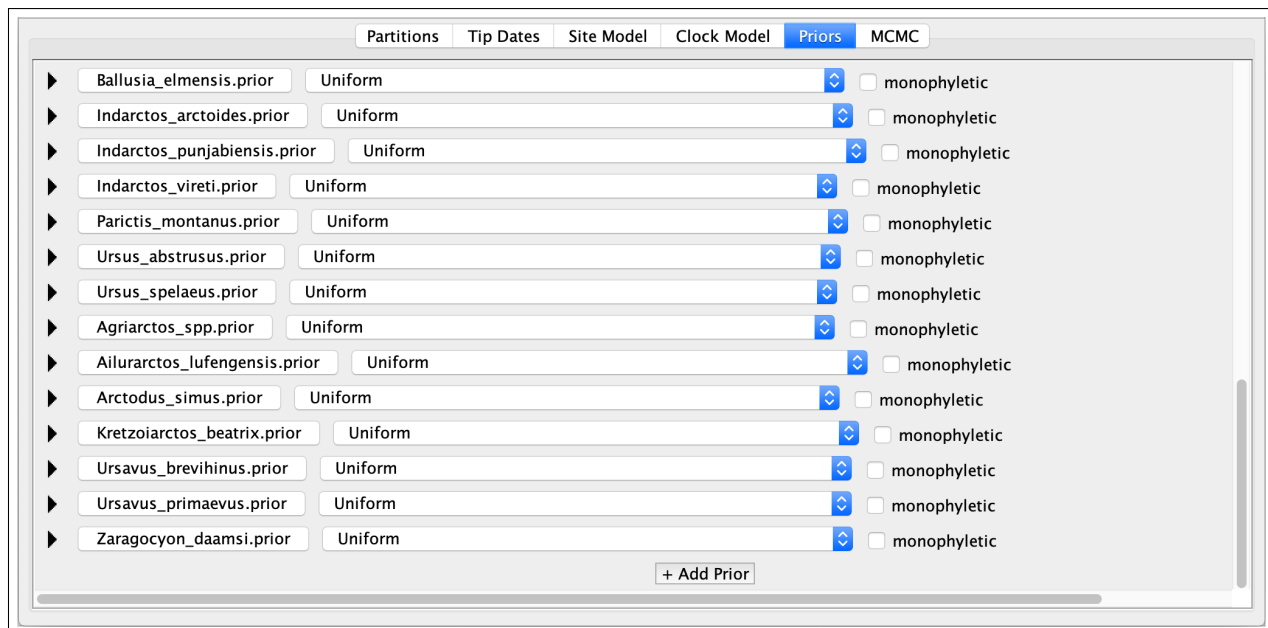 Partitions Tip Dates Site Model Clock Model Priors MCMC
Ballusia_elmensis.prior Uniform monophyletic
Indarctos_arctoides.prior Uniform monophyletic
Indarctos_punjabiensis.prior Uniform monophyletic
Indarctos_vireti.prior Uniform monophyletic
Parictis_montanus.prior Uniform monophyletic
Ursus_abstrusus.prior Uniform monophyletic
Ursus_spelaeus.prior Uniform monophyletic
Agriarctos_spp.prior Uniform monophyletic
Ailurarctos_lufengensis.prior Uniform monophyletic
Arctodus_simus.prior Uniform monophyletic
Kretzoiarctos_beatrix.prior Uniform monophyletic
Ursavus_brevihinus.prior Uniform monophyletic
Ursavus_primaevus.prior Uniform monophyletic
Zaragocyon_daamsi.prior Uniform monophyletic
+ Add Prior